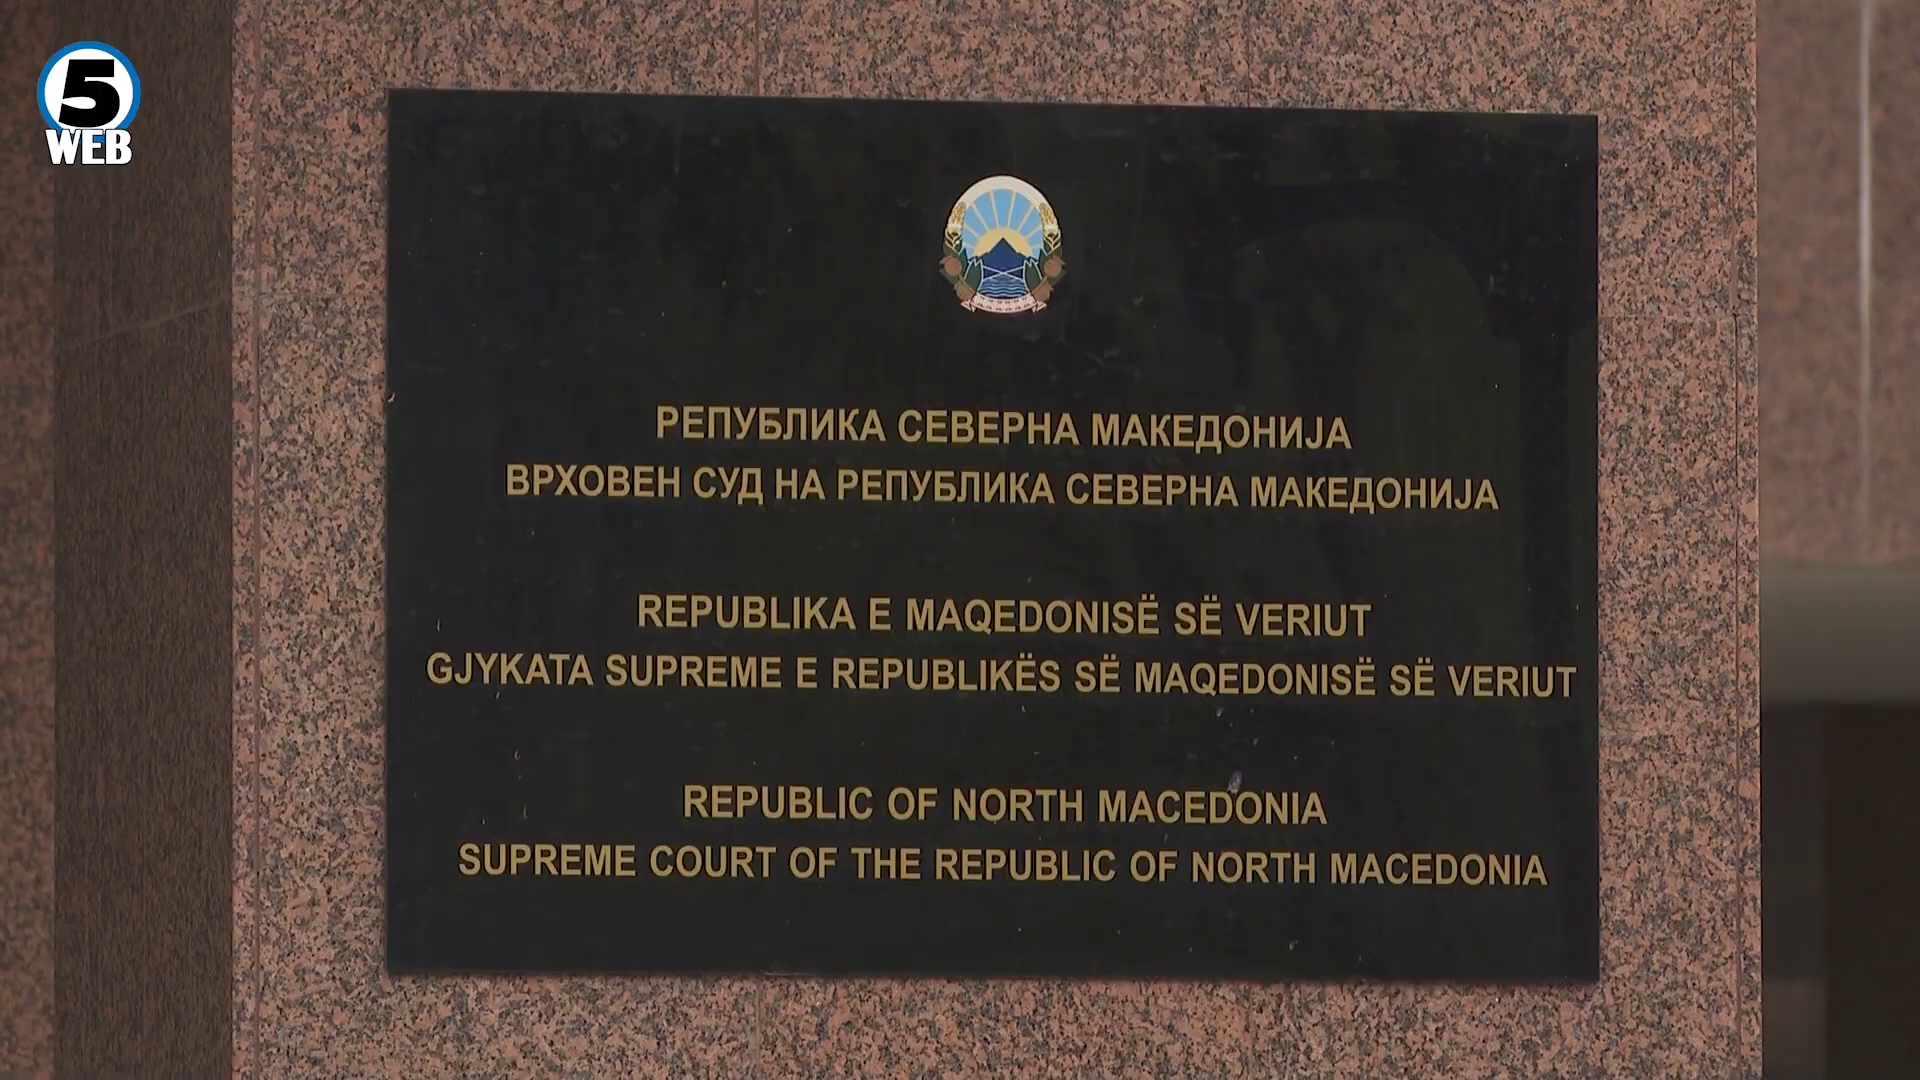 5
WEB
РЕПУБЛИКА СЕВЕРНА МАКЕДОНИЈА
ВРХОВЕН СУД НА РЕПУБЛИКА СЕВЕРНА МАКЕДОНИЈА
REPUBLIKA E MAQEDONISË SË VERIUT
GJYKATA SUPREME E REPUBLIKËS SË MAQEDONISË SË VERIUT
REPUBLIC OF NORTH MACEDONIA
SUPREME COURT OF THE REPUBLIC OF NORTH MACEDONIA